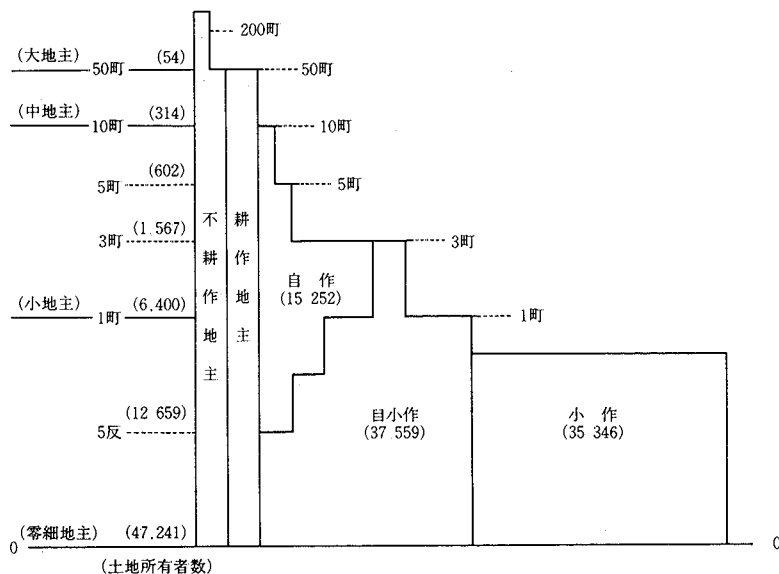 200町
(大地主) (54)
50町 50町
(中地主) (314)
10町 10町
(602)
5町 5町
(1.567)
3町 3町
不耕作地主
耕作地主
自作
(15 252)
(小地主) (6,400)
1町 1町
(12 659)
5反
自小作
(37 559)
小作
(35 346)
(零細地主) (47,241)
0 0
(土地所有者数)